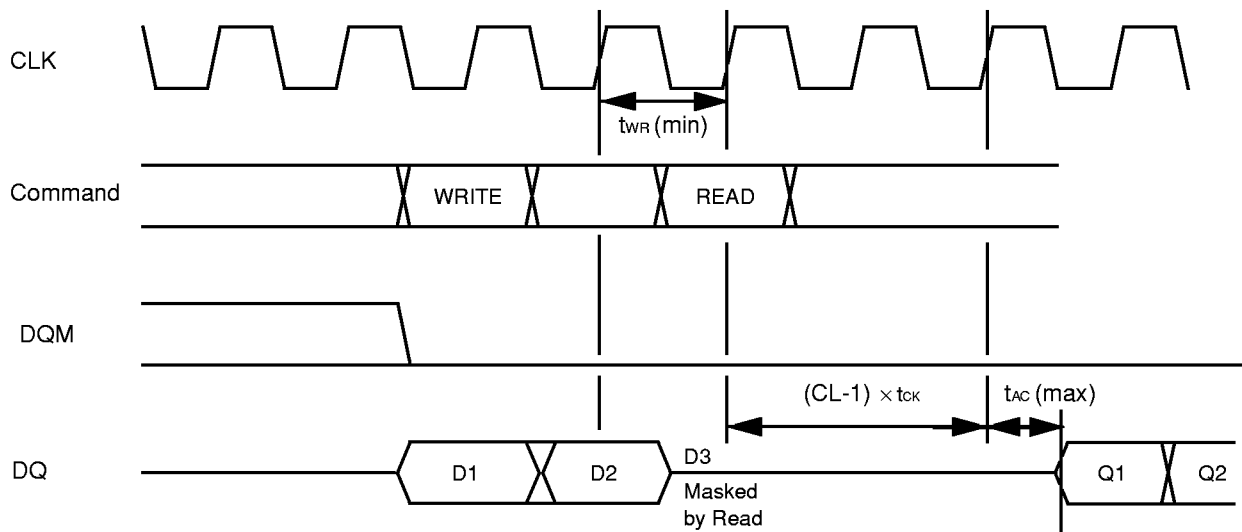 CLK
tWR (min)
Command
WRITE
READ
DQM
(CL-1) × tCK
tAC (max)
DQ
D1
D2
D3
Masked
by Read
Q1
Q2